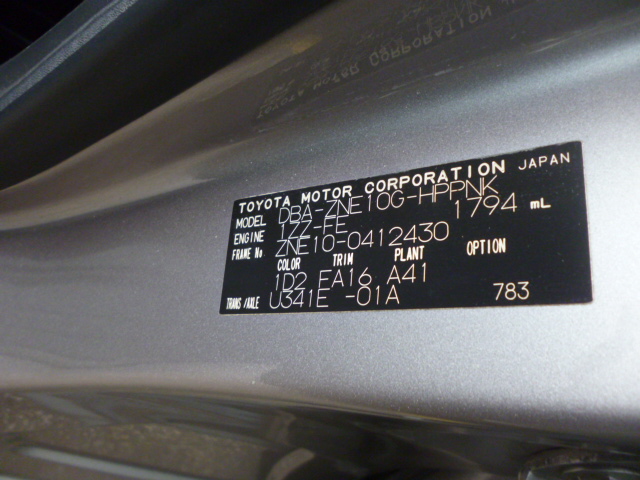 TOYOTA MOTOR CORPORATION JAPAN
MODEL DBA-ZNE10G-HPPNK
ENGINE 1ZZ-FE 1794 mL
FRAME No ZNE10-0412430
COLOR TRIM PLANT OPTION
1D2 EA16 A41
TRANS/AXLE U341E -01A 783